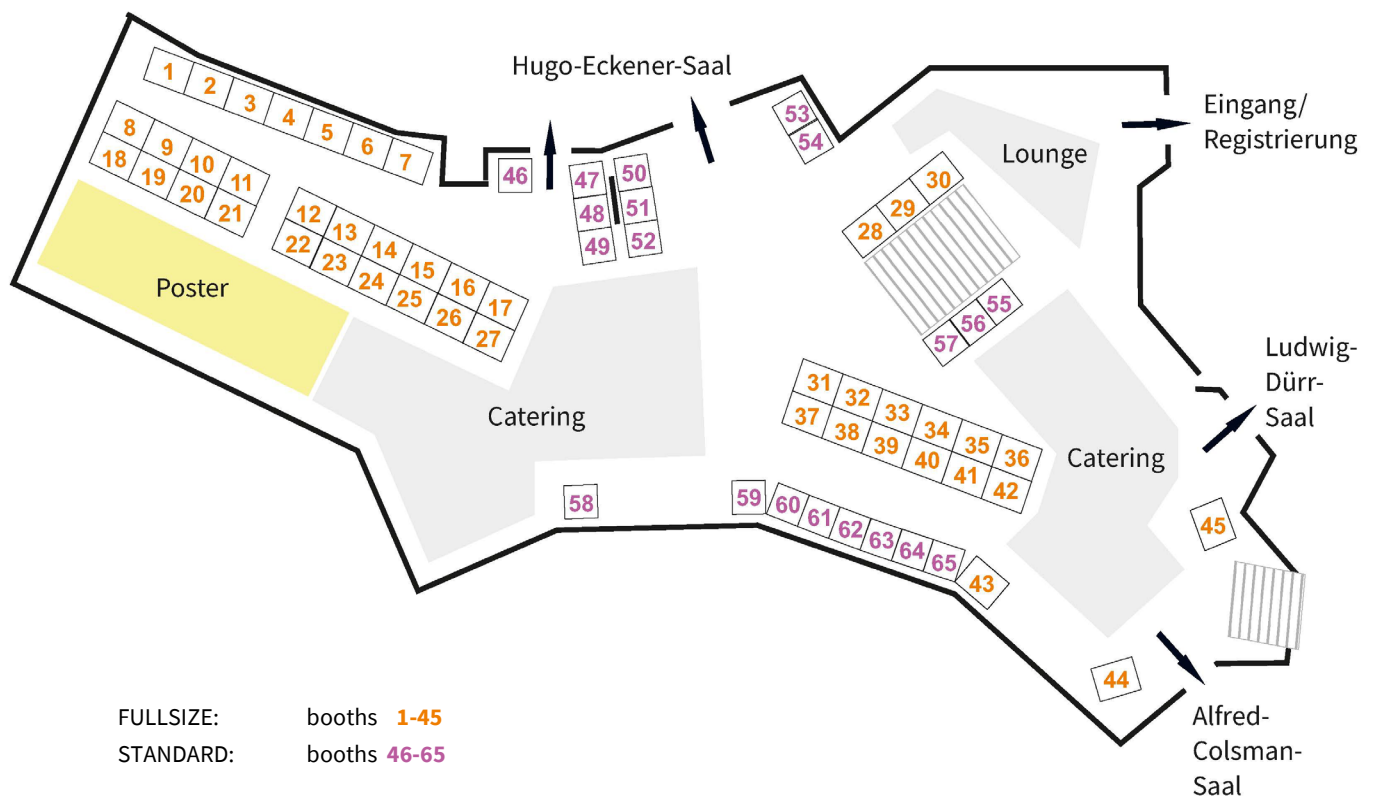 Hugo-Eckener-Saal
Eingang/
Registrierung
Lounge
Ludwig-
Dürr-
Saal
Poster
Catering
Catering
Alfred-
Colsman-
Saal
1 2 3 4 5 6 7
8 9 10 11
18 19 20 21
12 13 14 15 16 17
22 23 24 25 26 27
46
47 50
48 51
49 52
53
54
28 29 30
57 56 55
31 32 33 34 35 36
37 38 39 40 41 42
58
59 60 61 62 63 64 65
43
45
44
FULLSIZE: booths 1-45
STANDARD: booths 46-65